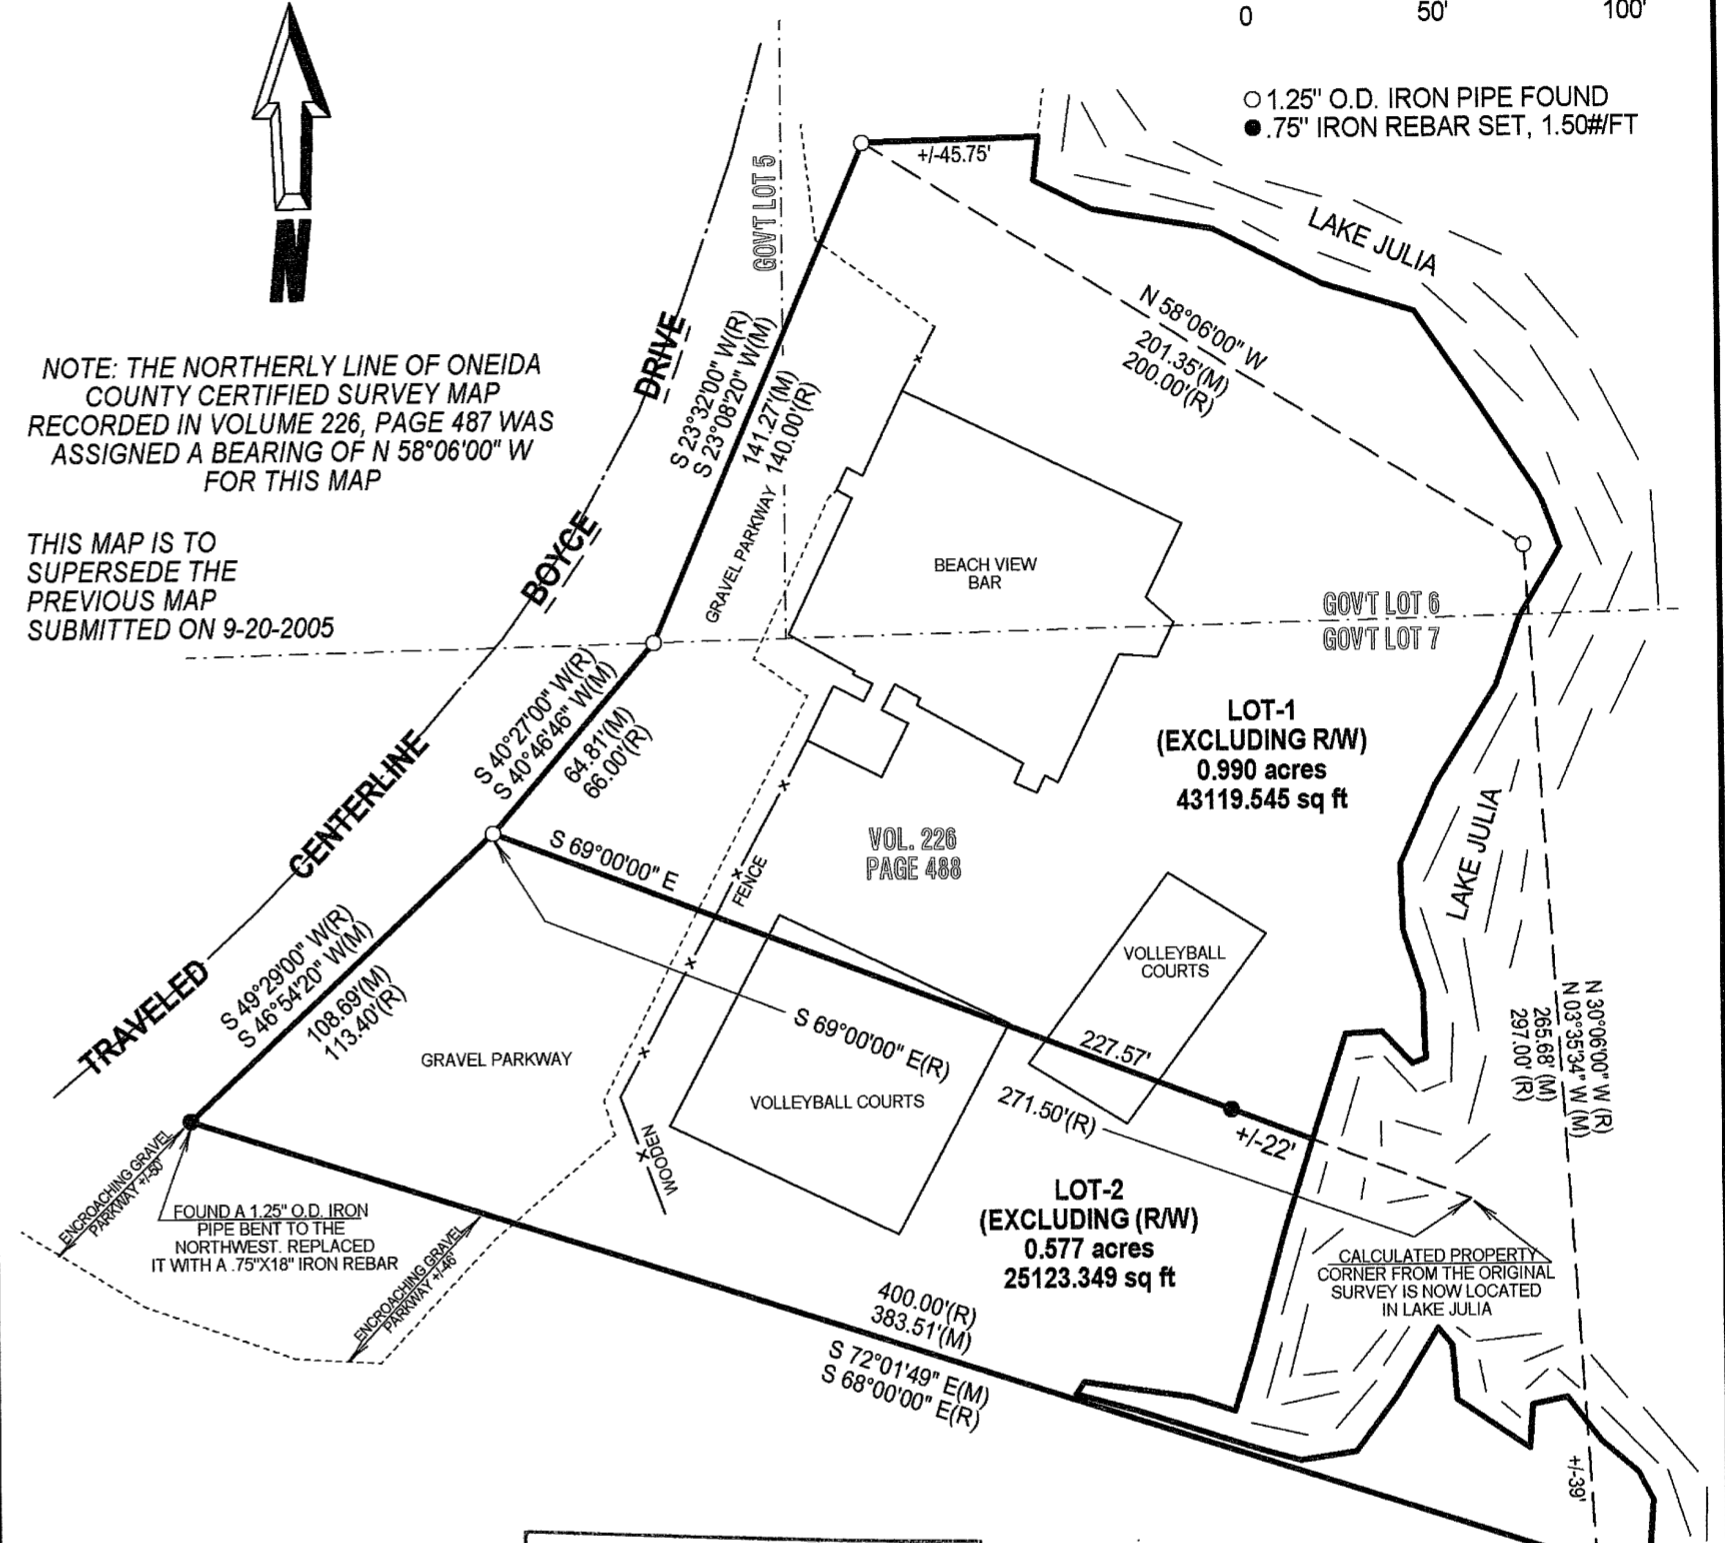 0 50' 100'
1.25" O.D. IRON PIPE FOUND
.75" IRON REBAR SET, 1.50#/FT
N
NOTE: THE NORTHERLY LINE OF ONEIDA
COUNTY CERTIFIED SURVEY MAP
RECORDED IN VOLUME 226, PAGE 487 WAS
ASSIGNED A BEARING OF N 58°06'00" W
FOR THIS MAP
THIS MAP IS TO
SUPERSEDE THE
PREVIOUS MAP
SUBMITTED ON 9-20-2005
GOV'T LOT 5
+/-45.75'
LAKE JULIA
N 58°06'00" W
201.35'(M)
200.00'(R)
S 23°32'00" W(R)
S 23°08'20" W(M)
141.27'(M)
140.00'(R)
GRAVEL PARKWAY
TRAVELED CENTERLINE BOYCE DRIVE
BEACH VIEW
BAR
GOV'T LOT 6
GOV'T LOT 7
S 40°27'00" W(R)
S 40°46'46" W(M)
64.81'(M)
66.00'(R)
LOT-1
(EXCLUDING R/W)
0.990 acres
43119.545 sq ft
VOL. 226
PAGE 488
LAKE JULIA
S 69°00'00" E
FENCE
VOLLEYBALL
COURTS
S 49°29'00" W(R)
S 46°54'20" W(M)
108.69'(M)
113.40'(R)
GRAVEL PARKWAY
S 69°00'00" E(R)
227.57'
VOLLEYBALL COURTS
271.50'(R)
+/-22'
N 30°06'00" W (R)
N 03°35'34" W (M)
265.68' (M)
297.00' (R)
WOODEN
ENCROACHING GRAVEL
PARKWAY +/-50'
FOUND A 1.25" O.D. IRON
PIPE BENT TO THE
NORTHWEST. REPLACED
IT WITH A .75"X18" IRON REBAR
ENCROACHING GRAVEL
PARKWAY +/-46'
LOT-2
(EXCLUDING (R/W)
0.577 acres
25123.349 sq ft
CALCULATED PROPERTY
CORNER FROM THE ORIGINAL
SURVEY IS NOW LOCATED
IN LAKE JULIA
400.00'(R)
383.51'(M)
S 72°01'49" E(M)
S 68°00'00" E(R)
+/-39'